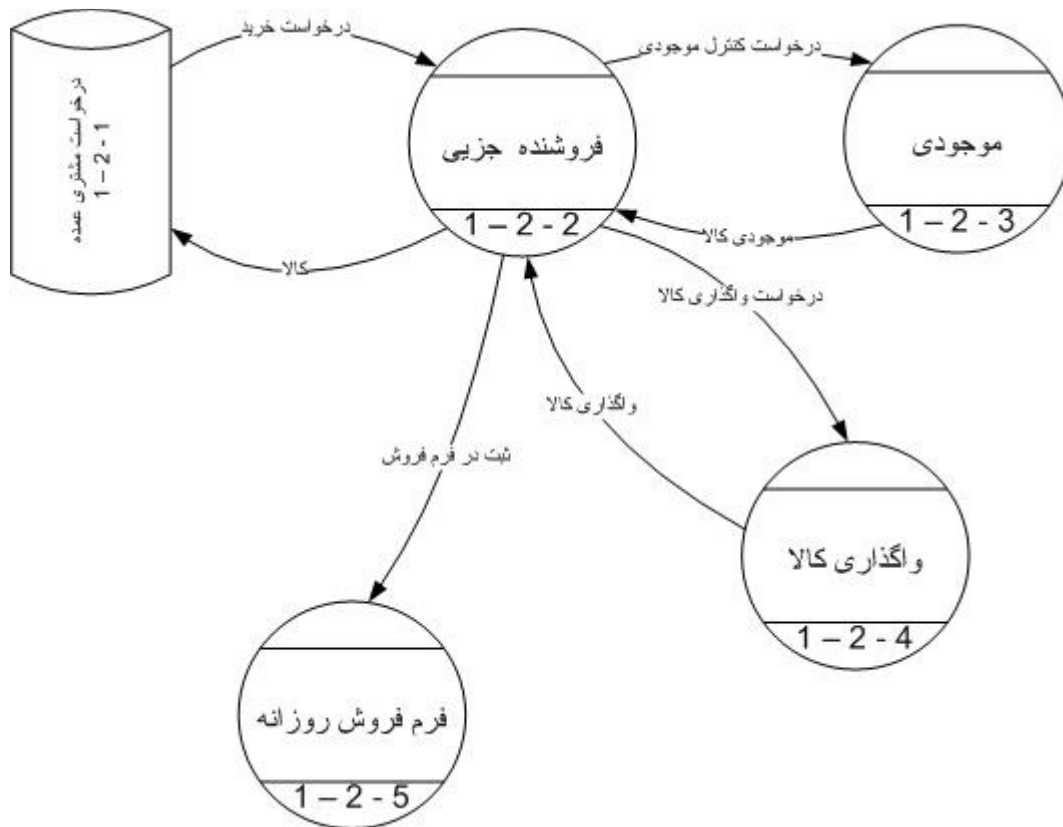 درخواست مشتری عمده
1 – 2 - 1
درخواست خرید
کالا
فروشنده جزیی
1 – 2 - 2
درخواست کنترل موجودی
موجودی کالا
موجودی
1 – 2 - 3
درخواست واگذاری کالا
واگذاری کالا
واگذاری کالا
1 – 2 - 4
ثبت در فرم فروش
فرم فروش روزانه
1 – 2 - 5